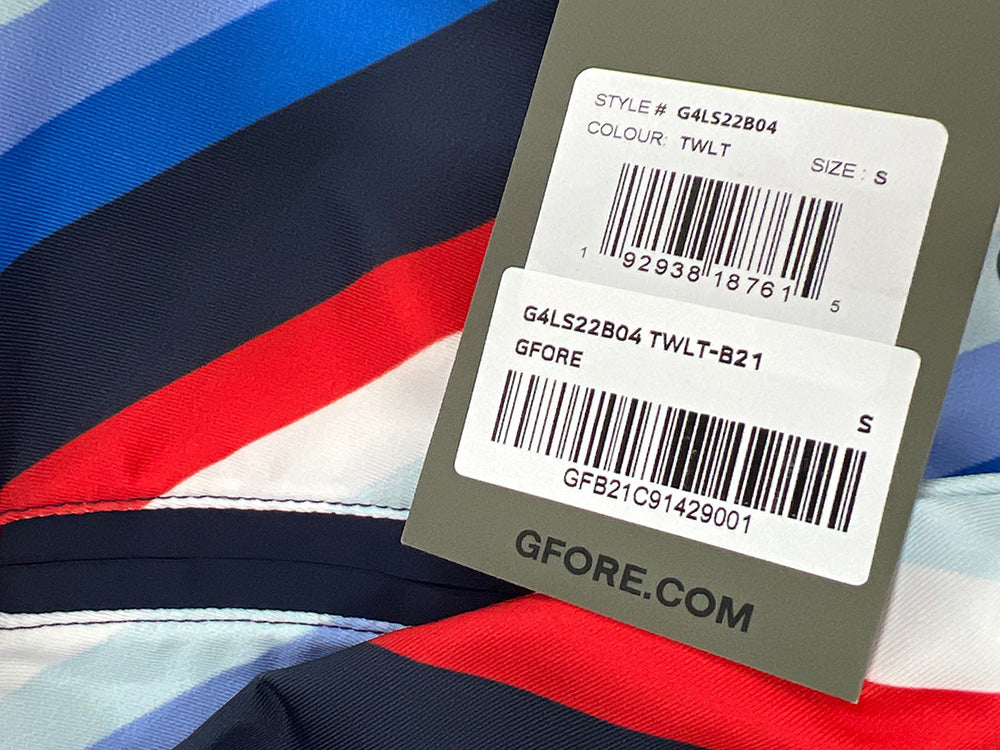 STYLE # G4LS22B04
COLOUR: TWLT
SIZE : S
1 92938 18761 5
G4LS22B04 TWLT-B21
GFORE
S
GFB21C91429001
GFORE.COM